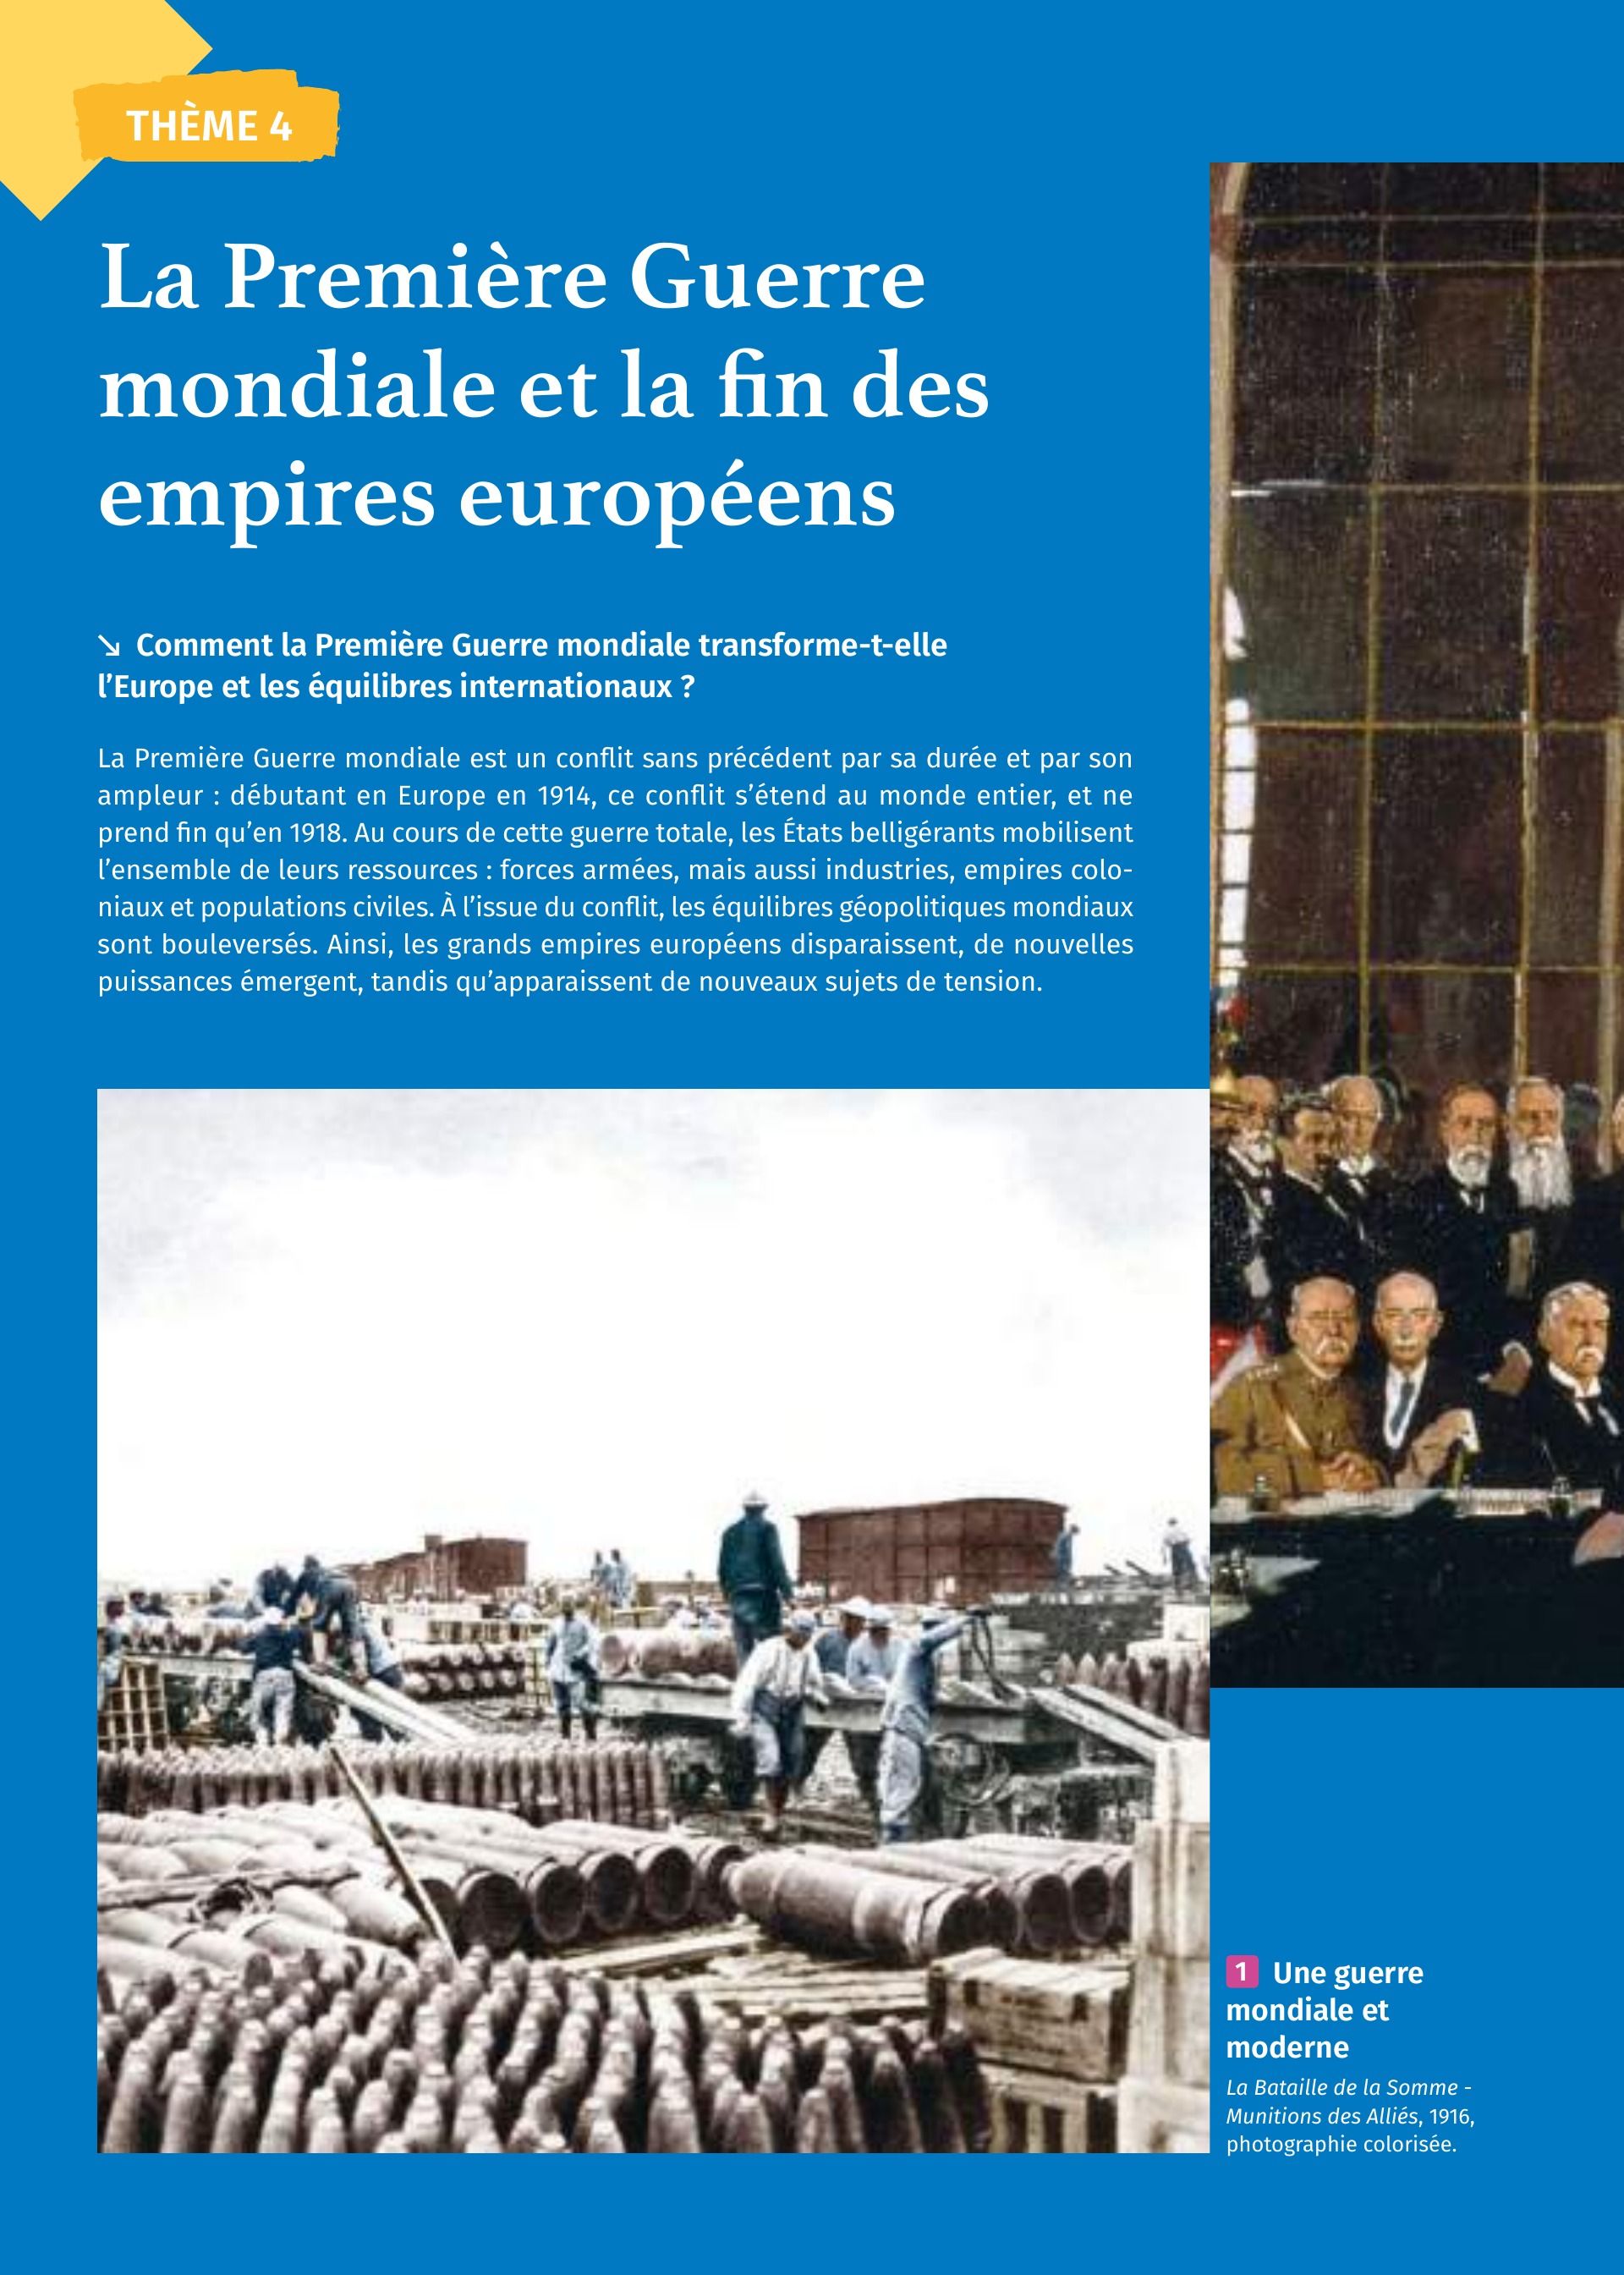 THÈME 4
La Première Guerre
mondiale et la fin des
empires européens
↘ Comment la Première Guerre mondiale transforme-t-elle
l’Europe et les équilibres internationaux ?
La Première Guerre mondiale est un conflit sans précédent par sa durée et par son
ampleur : débutant en Europe en 1914, ce conflit s’étend au monde entier, et ne
prend fin qu’en 1918. Au cours de cette guerre totale, les États belligérants mobilisent
l’ensemble de leurs ressources : forces armées, mais aussi industries, empires colo-
niaux et populations civiles. À l’issue du conflit, les équilibres géopolitiques mondiaux
sont bouleversés. Ainsi, les grands empires européens disparaissent, de nouvelles
puissances émergent, tandis qu’apparaissent de nouveaux sujets de tension.
1 Une guerre
mondiale et
moderne
La Bataille de la Somme -
Munitions des Alliés, 1916,
photographie colorisée.